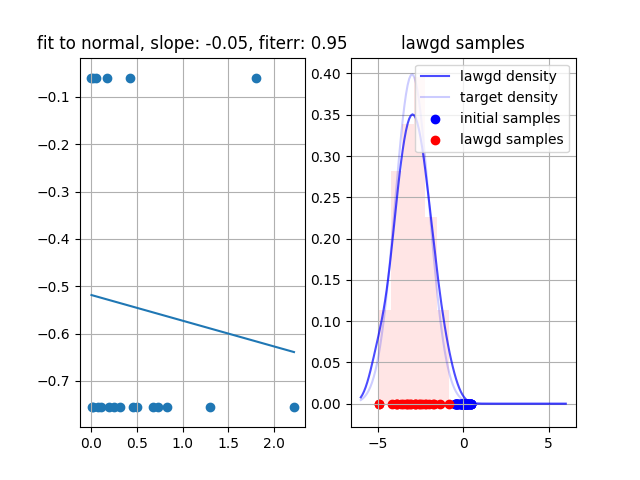 fit to normal, slope: -0.05, fiterr: 0.95
−0.1
−0.2
−0.3
−0.4
−0.5
−0.6
−0.7
0.0 0.5 1.0 1.5 2.0
lawgd samples
lawgd density
target density
initial samples
lawgd samples
0.40
0.35
0.30
0.25
0.20
0.15
0.10
0.05
0.00
−5 0 5